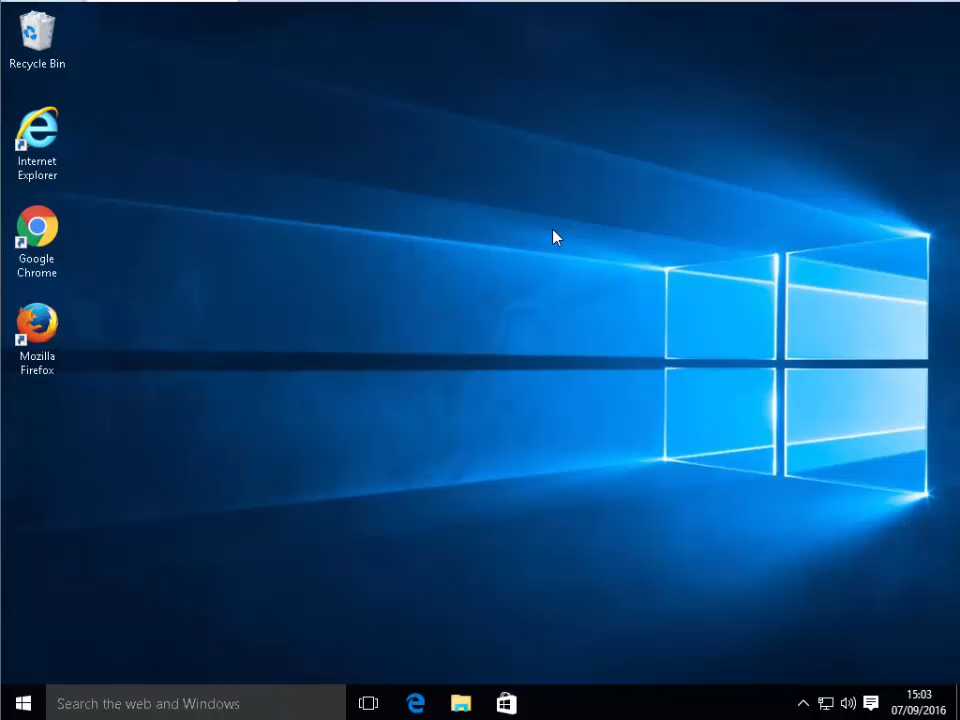 Recycle Bin
Internet
Explorer
Google
Chrome
Mozilla
Firefox
Search the web and Windows
15:03
07/09/2016